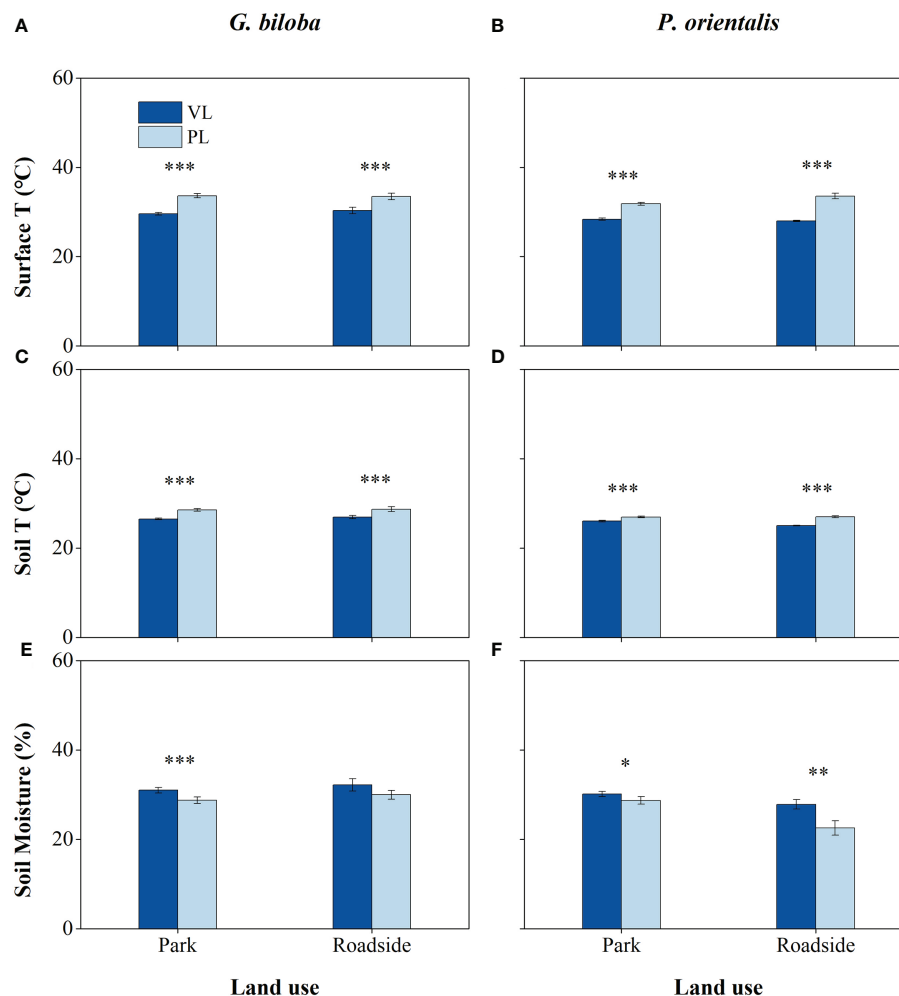 A G. biloba B P. orientalis
60
VL
PL
40
*** *** *** ***
Surface T (℃)
20
0
C D
60
40
*** *** *** ***
Soil T (℃)
20
0
E F
60
40
*** * **
Soil Moisture (%)
20
0
Park Roadside Park Roadside
Land use Land use